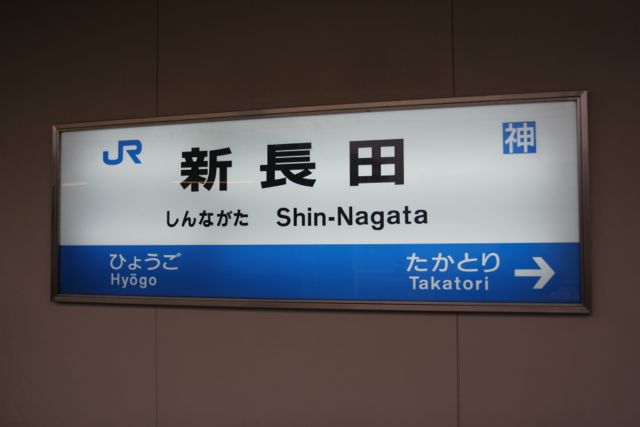 JR
神
新長田
しんながた Shin-Nagata
ひょうご
Hyōgo
たかとり →
Takatori